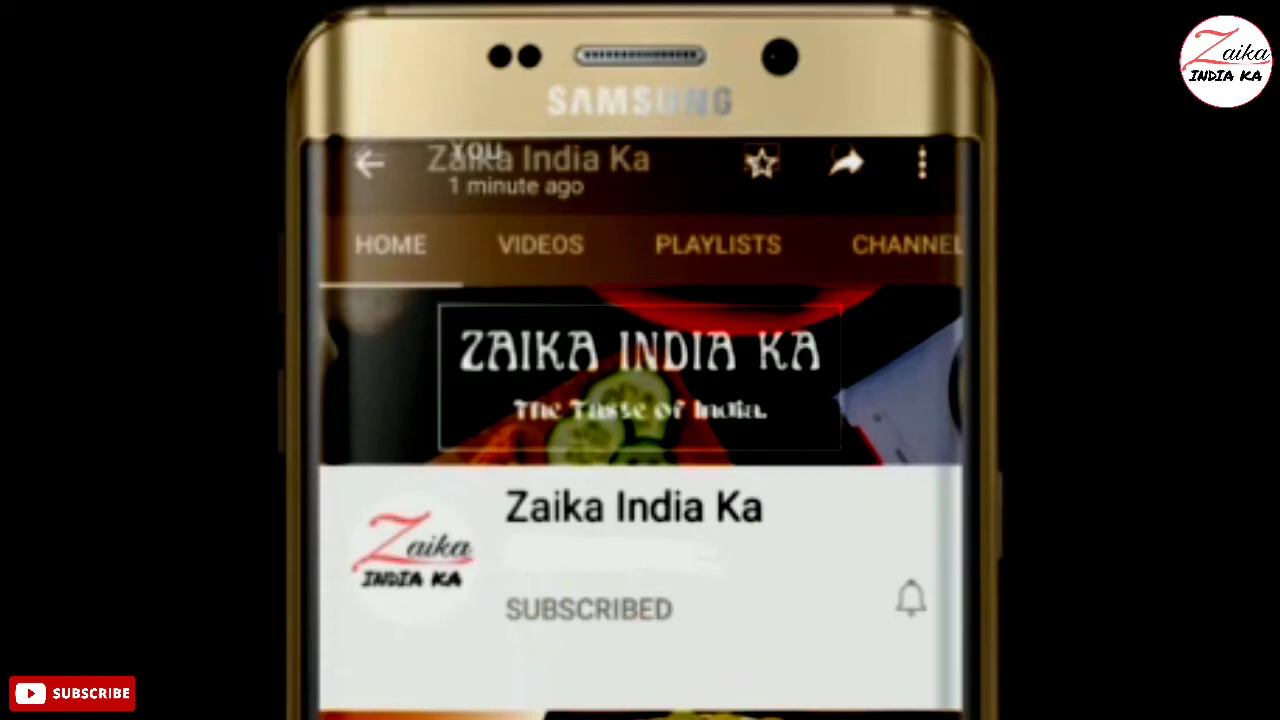 Zaika
INDIA KA
SAMSUNG
YOU
Zaika India Ka
1 minute ago
HOME VIDEOS PLAYLISTS CHANNEL
ZAIKA INDIA KA
The Taste of India.
Zaika India Ka
Zaika
INDIA KA
SUBSCRIBED
SUBSCRIBE